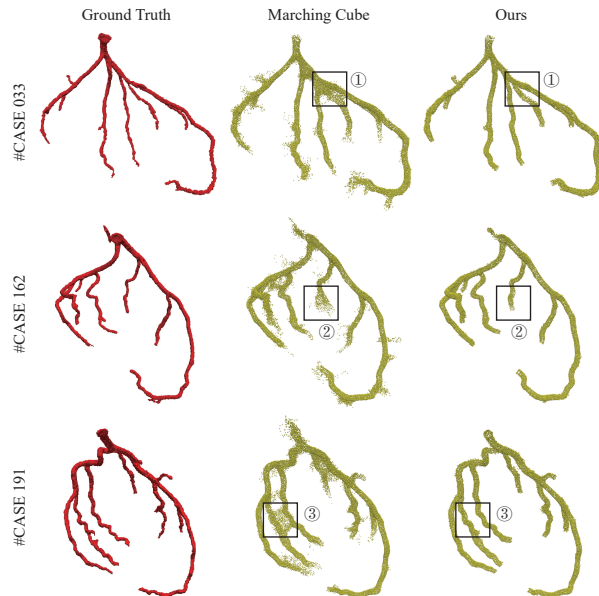 Ground Truth Marching Cube Ours
#CASE 033
① ①
#CASE 162
② ②
#CASE 191
③ ③